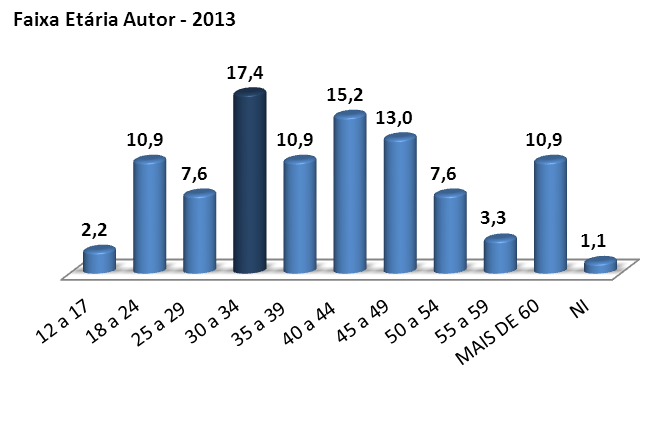 Faixa Etária Autor - 2013
2,2
10,9
7,6
17,4
10,9
15,2
13,0
7,6
3,3
10,9
1,1
12 a 17
18 a 24
25 a 29
30 a 34
35 a 39
40 a 44
45 a 49
50 a 54
55 a 59
MAIS DE 60
NI